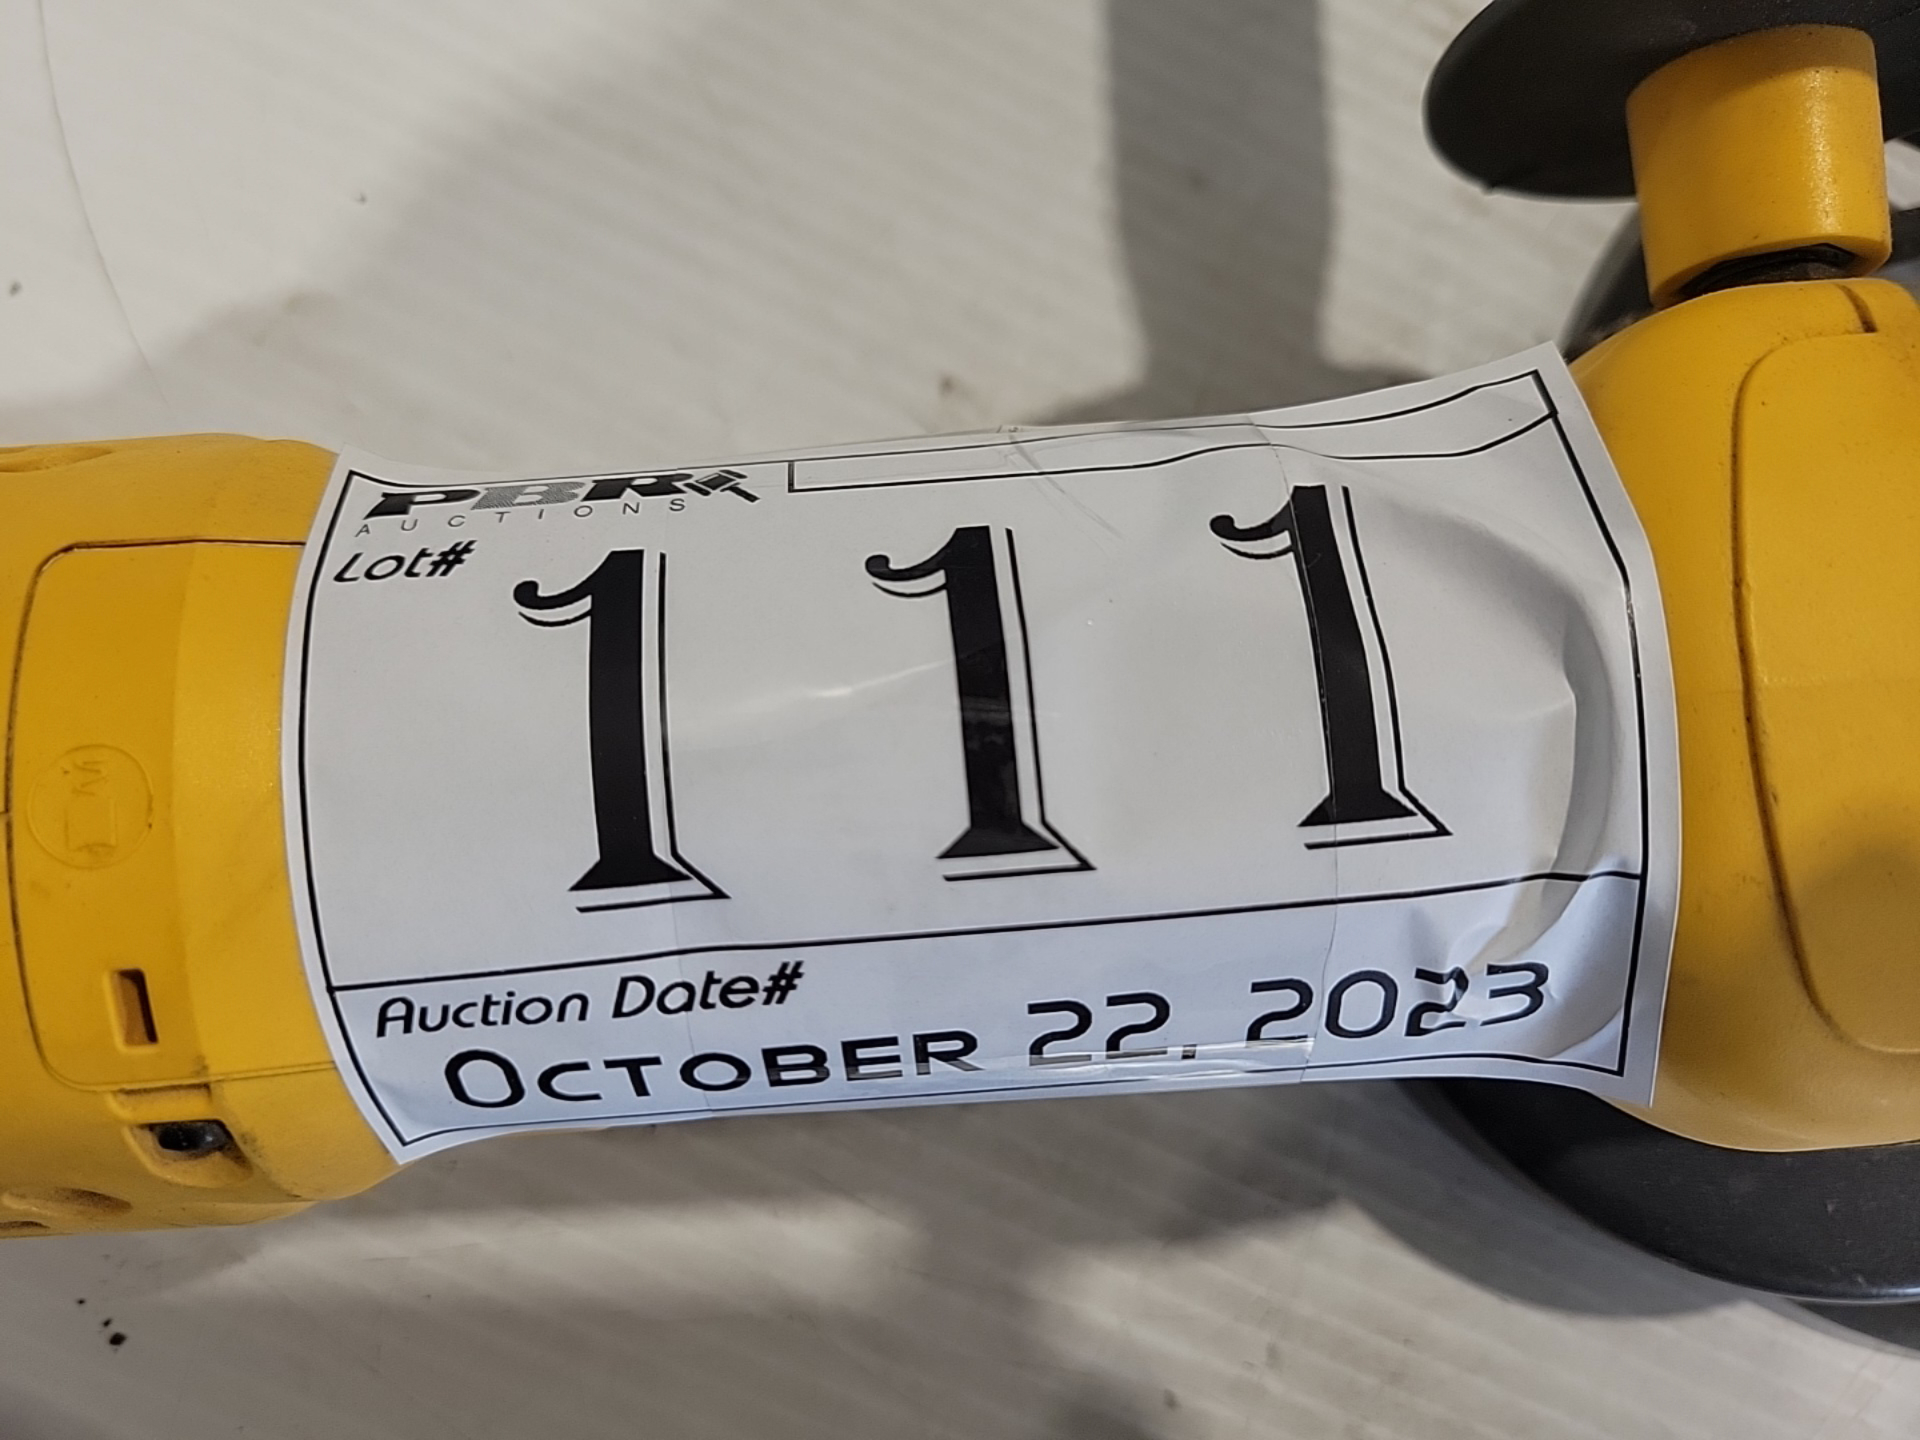 PBR
AUCTIONS
Lot#
111
Auction Date#
October 22, 2023